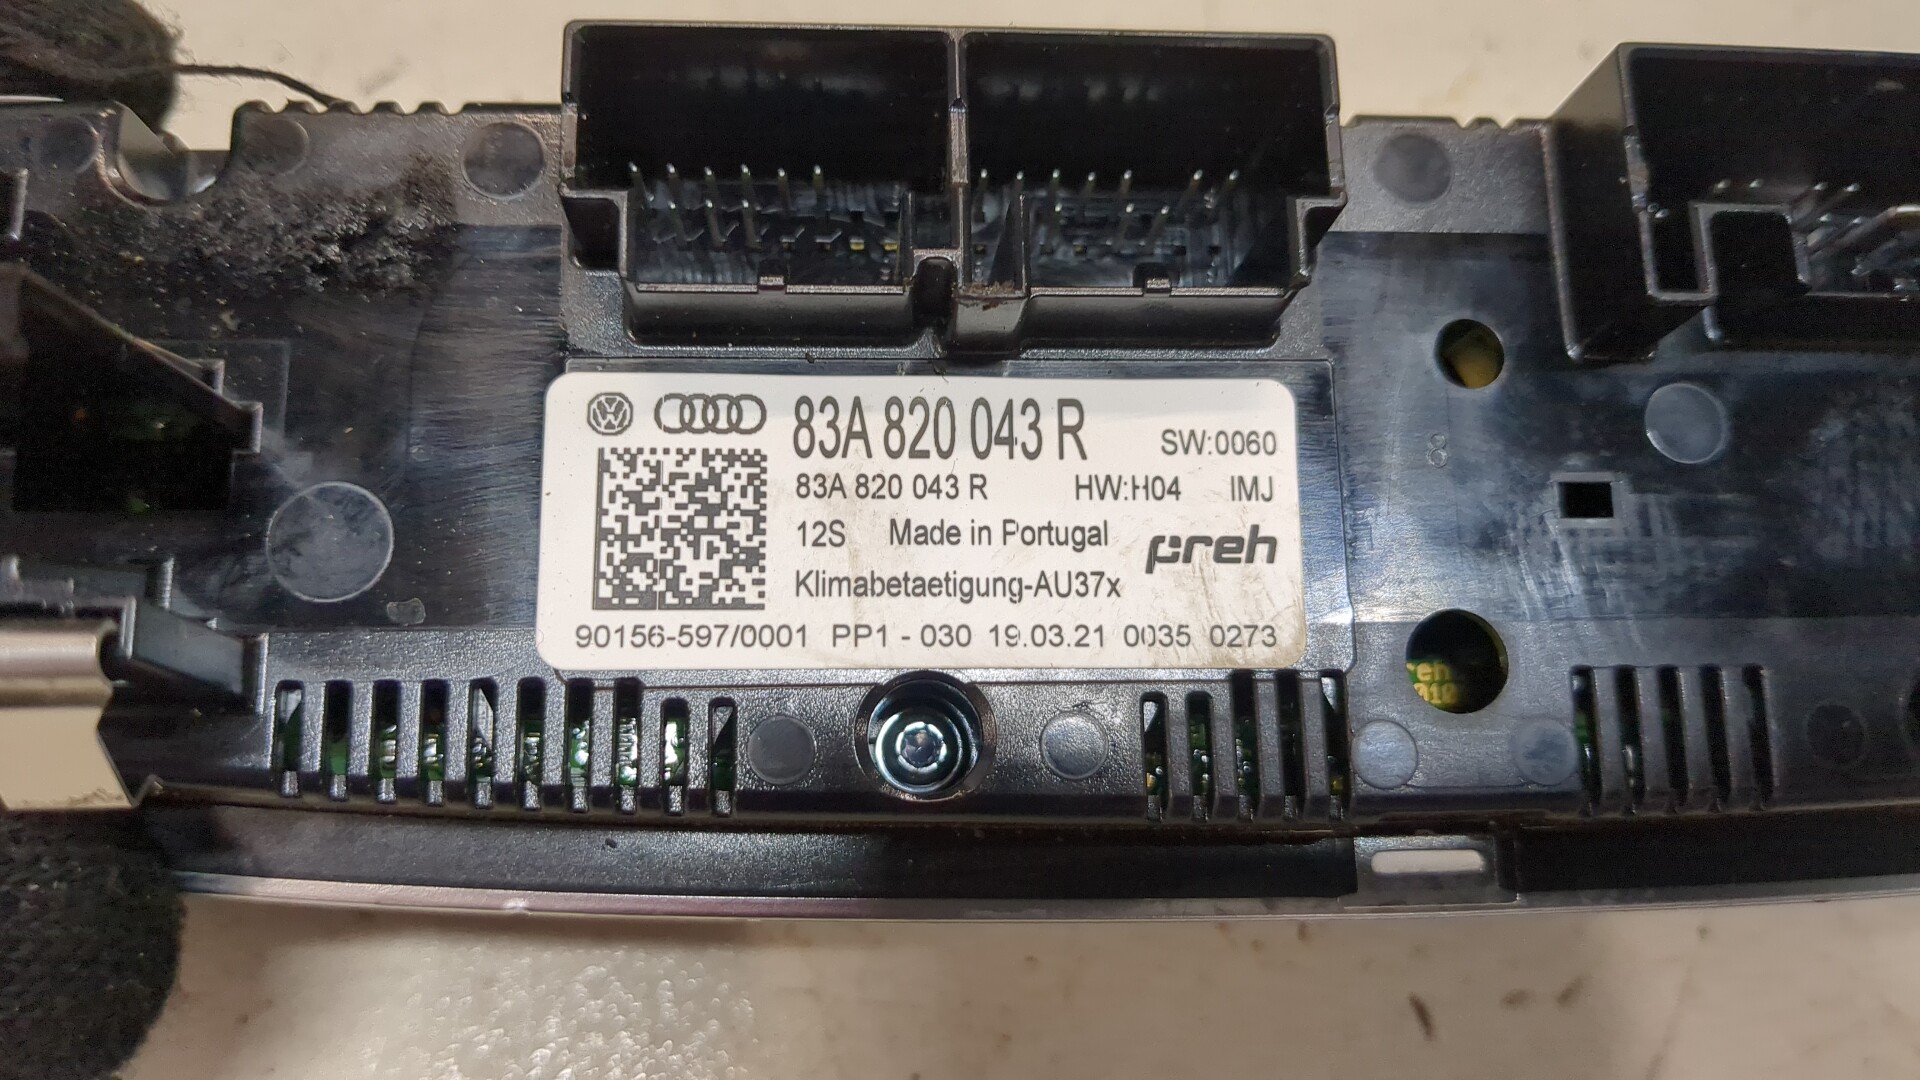 83A 820 043 R SW:0060
83A 820 043 R HW:H04 IMJ
12S Made in Portugal preh
Klimabetaetigung-AU37x
90156-597/0001 PP1 - 030 19.03.21 0035 0273
8